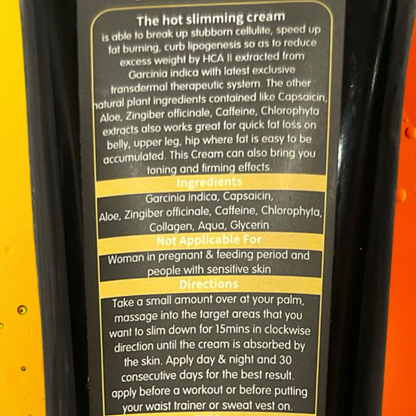 The hot slimming cream
is able to break up stubborn cellulite, speed up
fat burning, curb lipogenesis so as to reduce
excess weight by HCA II extracted from
Garcinia indica with latest exclusive
transdermal therapeutic system. The other
natural plant ingredients contained like Capsaicin,
Aloe, Zingiber officinale, Caffeine, Chlorophyta
extracts also works great for quick fat loss on
belly, upper leg, hip where fat is easy to be
accumulated. This Cream can also bring you
toning and firming effects.
Ingredients
Garcinia indica, Capsaicin,
Aloe, Zingiber officinale, Caffeine, Chlorophyta,
Collagen, Aqua, Glycerin
Not Applicable For
Woman in pregnant & feeding period and
people with sensitive skin
Directions
Take a small amount over at your palm,
massage into the target areas that you
want to slim down for 15mins in clockwise
direction until the cream is absorbed by
the skin. Apply day & night and 30
consecutive days for the best result.
apply before a workout or before putting
your waist trainer or sweat vest on.